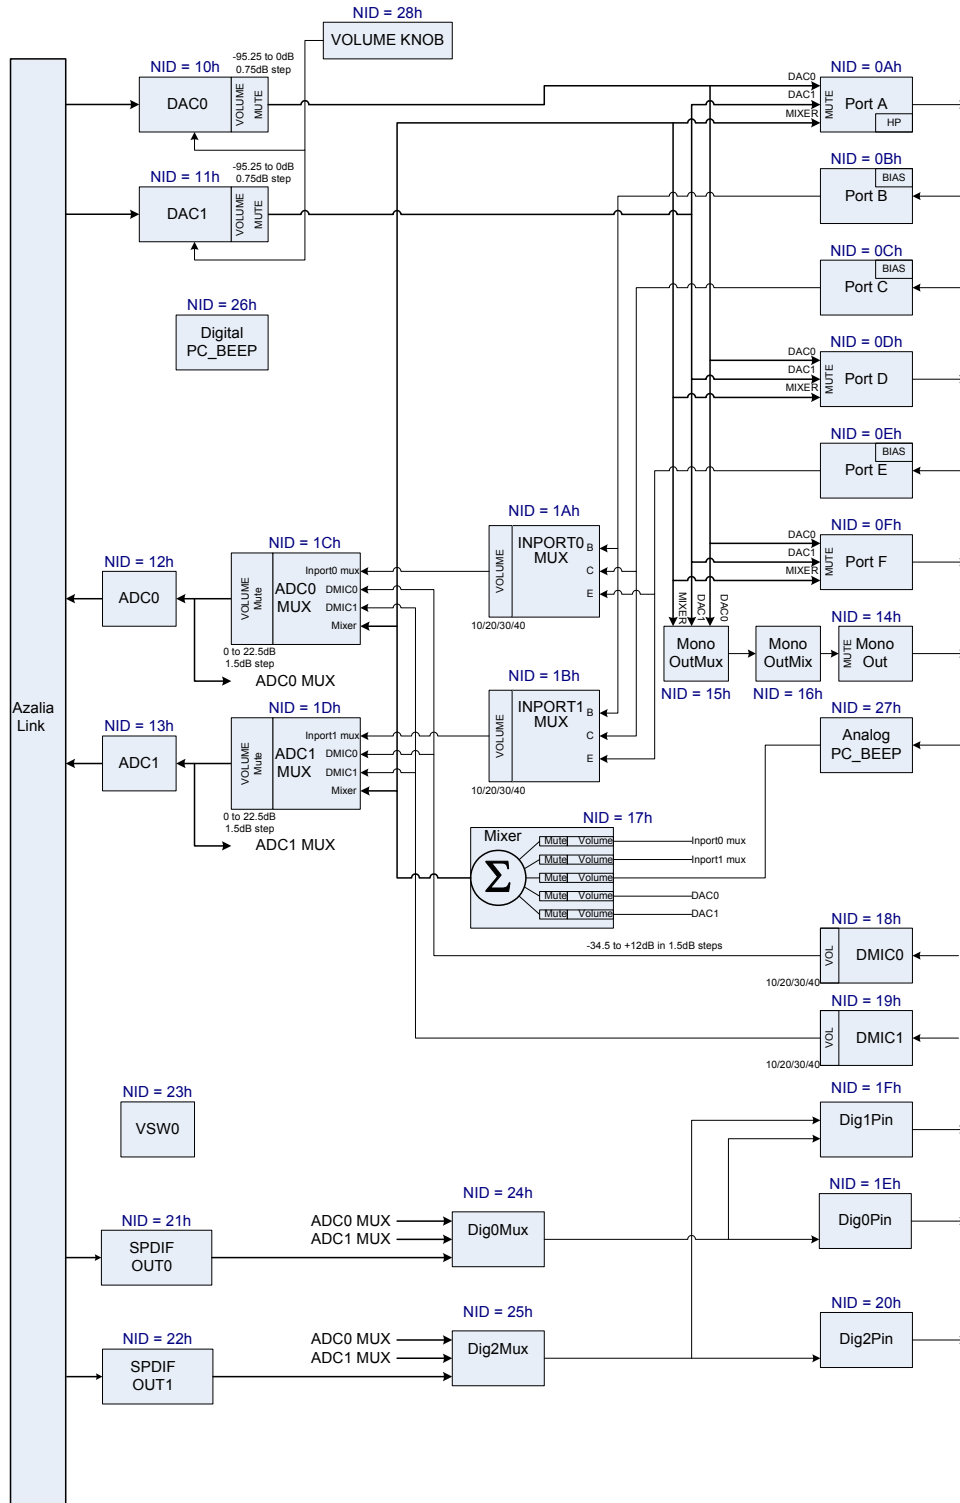 NID = 28h
VOLUME KNOB
NID = 10h
-95.25 to 0dB
0.75dB step
DAC0
VOLUME
MUTE
NID = 11h
-95.25 to 0dB
0.75dB step
DAC1
VOLUME
MUTE
NID = 26h
Digital
PC_BEEP
NID = 0Ah
DAC0
DAC1
MIXER
MUTE
Port A
HP
NID = 0Bh
BIAS
Port B
NID = 0Ch
BIAS
Port C
NID = 0Dh
DAC0
DAC1
MIXER
MUTE
Port D
NID = 0Eh
BIAS
Port E
NID = 0Fh
DAC0
DAC1
MIXER
MUTE
Port F
NID = 1Ah
VOLUME
INPORT0
MUX
B
C
E
10/20/30/40
NID = 1Ch
VOLUME
Mute
ADC0
MUX
Inport0 mux
DMIC0
DMIC1
Mixer
0 to 22.5dB
1.5dB step
ADC0 MUX
NID = 12h
ADC0
MIXER
DAC1
DAC0
Mono
OutMux
NID = 15h
Mono
OutMix
NID = 16h
NID = 14h
MUTE
Mono
Out
Azalia
Link
NID = 13h
ADC1
NID = 1Dh
VOLUME
Mute
ADC1
MUX
Inport1 mux
DMIC0
DMIC1
Mixer
0 to 22.5dB
1.5dB step
ADC1 MUX
NID = 1Bh
VOLUME
INPORT1
MUX
B
C
E
10/20/30/40
NID = 27h
Analog
PC_BEEP
NID = 17h
Mixer
Σ
Mute Volume Inport0 mux
Mute Volume Inport1 mux
Mute Volume
Mute Volume DAC0
Mute Volume DAC1
-34.5 to +12dB in 1.5dB steps
NID = 18h
VOL
DMIC0
10/20/30/40
NID = 19h
VOL
DMIC1
10/20/30/40
NID = 23h
VSW0
NID = 1Fh
Dig1Pin
NID = 1Eh
Dig0Pin
NID = 24h
ADC0 MUX
ADC1 MUX
Dig0Mux
NID = 21h
SPDIF
OUT0
NID = 25h
ADC0 MUX
ADC1 MUX
Dig2Mux
NID = 20h
Dig2Pin
NID = 22h
SPDIF
OUT1